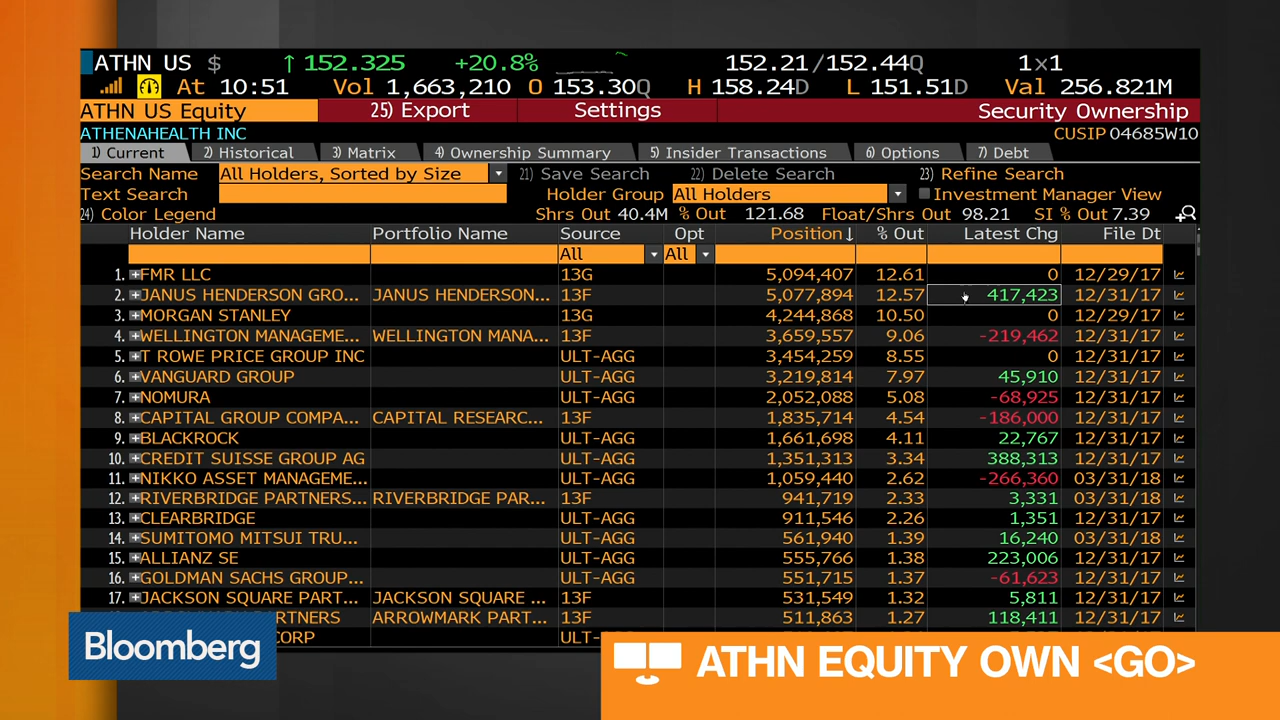 ATHN US $ ↑ 152.325 +20.8% 152.21/152.44Q 1x1
At 10:51 Vol 1,663,210 O 153.30Q H 158.24D L 151.51D Val 256.821M
ATHN US Equity 25) Export Settings Security Ownership
ATHENAHEALTH INC CUSIP 04685W10
1) Current 2) Historical 3) Matrix 4) Ownership Summary 5) Insider Transactions 6) Options 7) Debt
Search Name All Holders, Sorted by Size 21) Save Search 22) Delete Search 23) Refine Search
Text Search Holder Group All Holders Investment Manager View
24) Color Legend Shrs Out 40.4M % Out 121.68 Float/Shrs Out 98.21 SI % Out 7.39
Holder Name Portfolio Name Source Opt Position↓ % Out Latest Chg File Dt
All All
1. FMR LLC 13G 5,094,407 12.61 0 12/29/17
2. JANUS HENDERSON GRO... JANUS HENDERSON... 13F 5,077,894 12.57 417,423 12/31/17
3. MORGAN STANLEY 13G 4,244,868 10.50 0 12/29/17
4. WELLINGTON MANAGEME... WELLINGTON MANA... 13F 3,659,557 9.06 -219,462 12/31/17
5. T ROWE PRICE GROUP INC ULT-AGG 3,454,259 8.55 0 12/31/17
6. VANGUARD GROUP ULT-AGG 3,219,814 7.97 45,910 12/31/17
7. NOMURA ULT-AGG 2,052,088 5.08 -68,925 12/31/17
8. CAPITAL GROUP COMPA... CAPITAL RESEARC... 13F 1,835,714 4.54 -186,000 12/31/17
9. BLACKROCK ULT-AGG 1,661,698 4.11 22,767 12/31/17
10. CREDIT SUISSE GROUP AG ULT-AGG 1,351,313 3.34 388,313 12/31/17
11. NIKKO ASSET MANAGEME... ULT-AGG 1,059,440 2.62 -266,360 03/31/18
12. RIVERBRIDGE PARTNERS... RIVERBRIDGE PAR... 13F 941,719 2.33 3,331 12/31/17
13. CLEARBRIDGE ULT-AGG 911,546 2.26 1,351 12/31/17
14. SUMITOMO MITSUI TRU... ULT-AGG 561,940 1.39 16,240 03/31/18
15. ALLIANZ SE ULT-AGG 555,766 1.38 223,006 12/31/17
16. GOLDMAN SACHS GROUP... ULT-AGG 551,715 1.37 -61,623 12/31/17
17. JACKSON SQUARE PART... JACKSON SQUARE ... 13F 531,549 1.32 5,811 12/31/17
RTNERS ARROWMARK PART... 13F 511,863 1.27 118,411 12/31/17
CORP ULT-
Bloomberg
ATHN EQUITY OWN <GO>